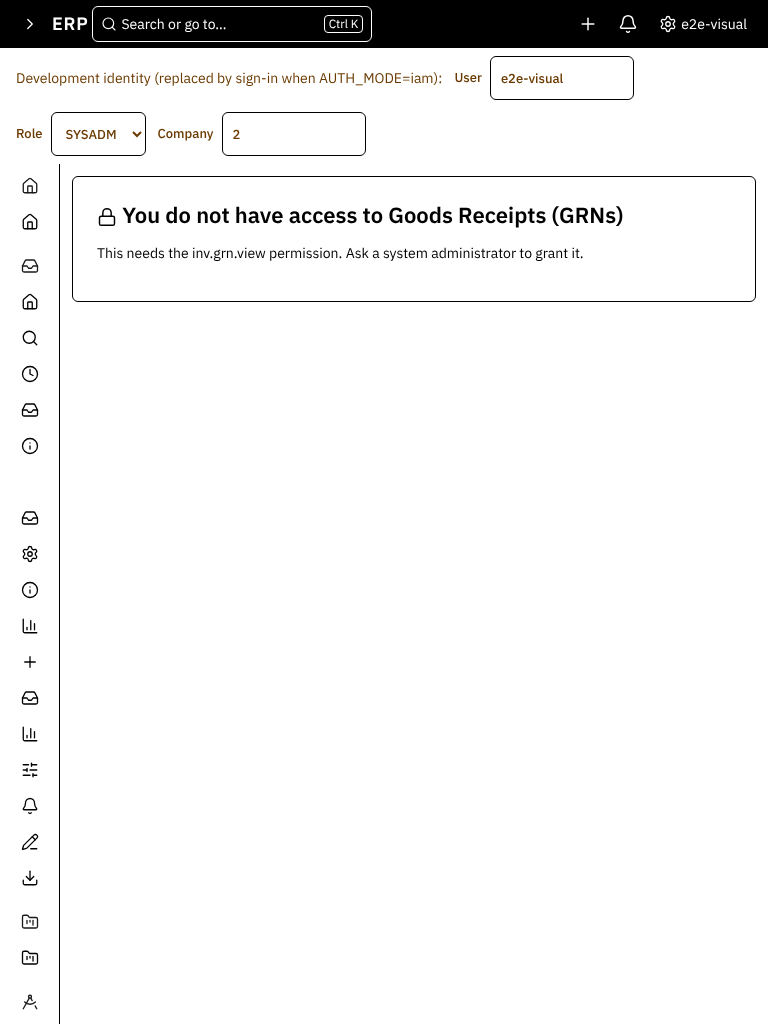 ERP Search or go to... Ctrl K e2e-visual
Development identity (replaced by sign-in when AUTH_MODE=iam): User e2e-visual
Role SYSADM Company 2
You do not have access to Goods Receipts (GRNs)
This needs the inv.grn.view permission. Ask a system administrator to grant it.